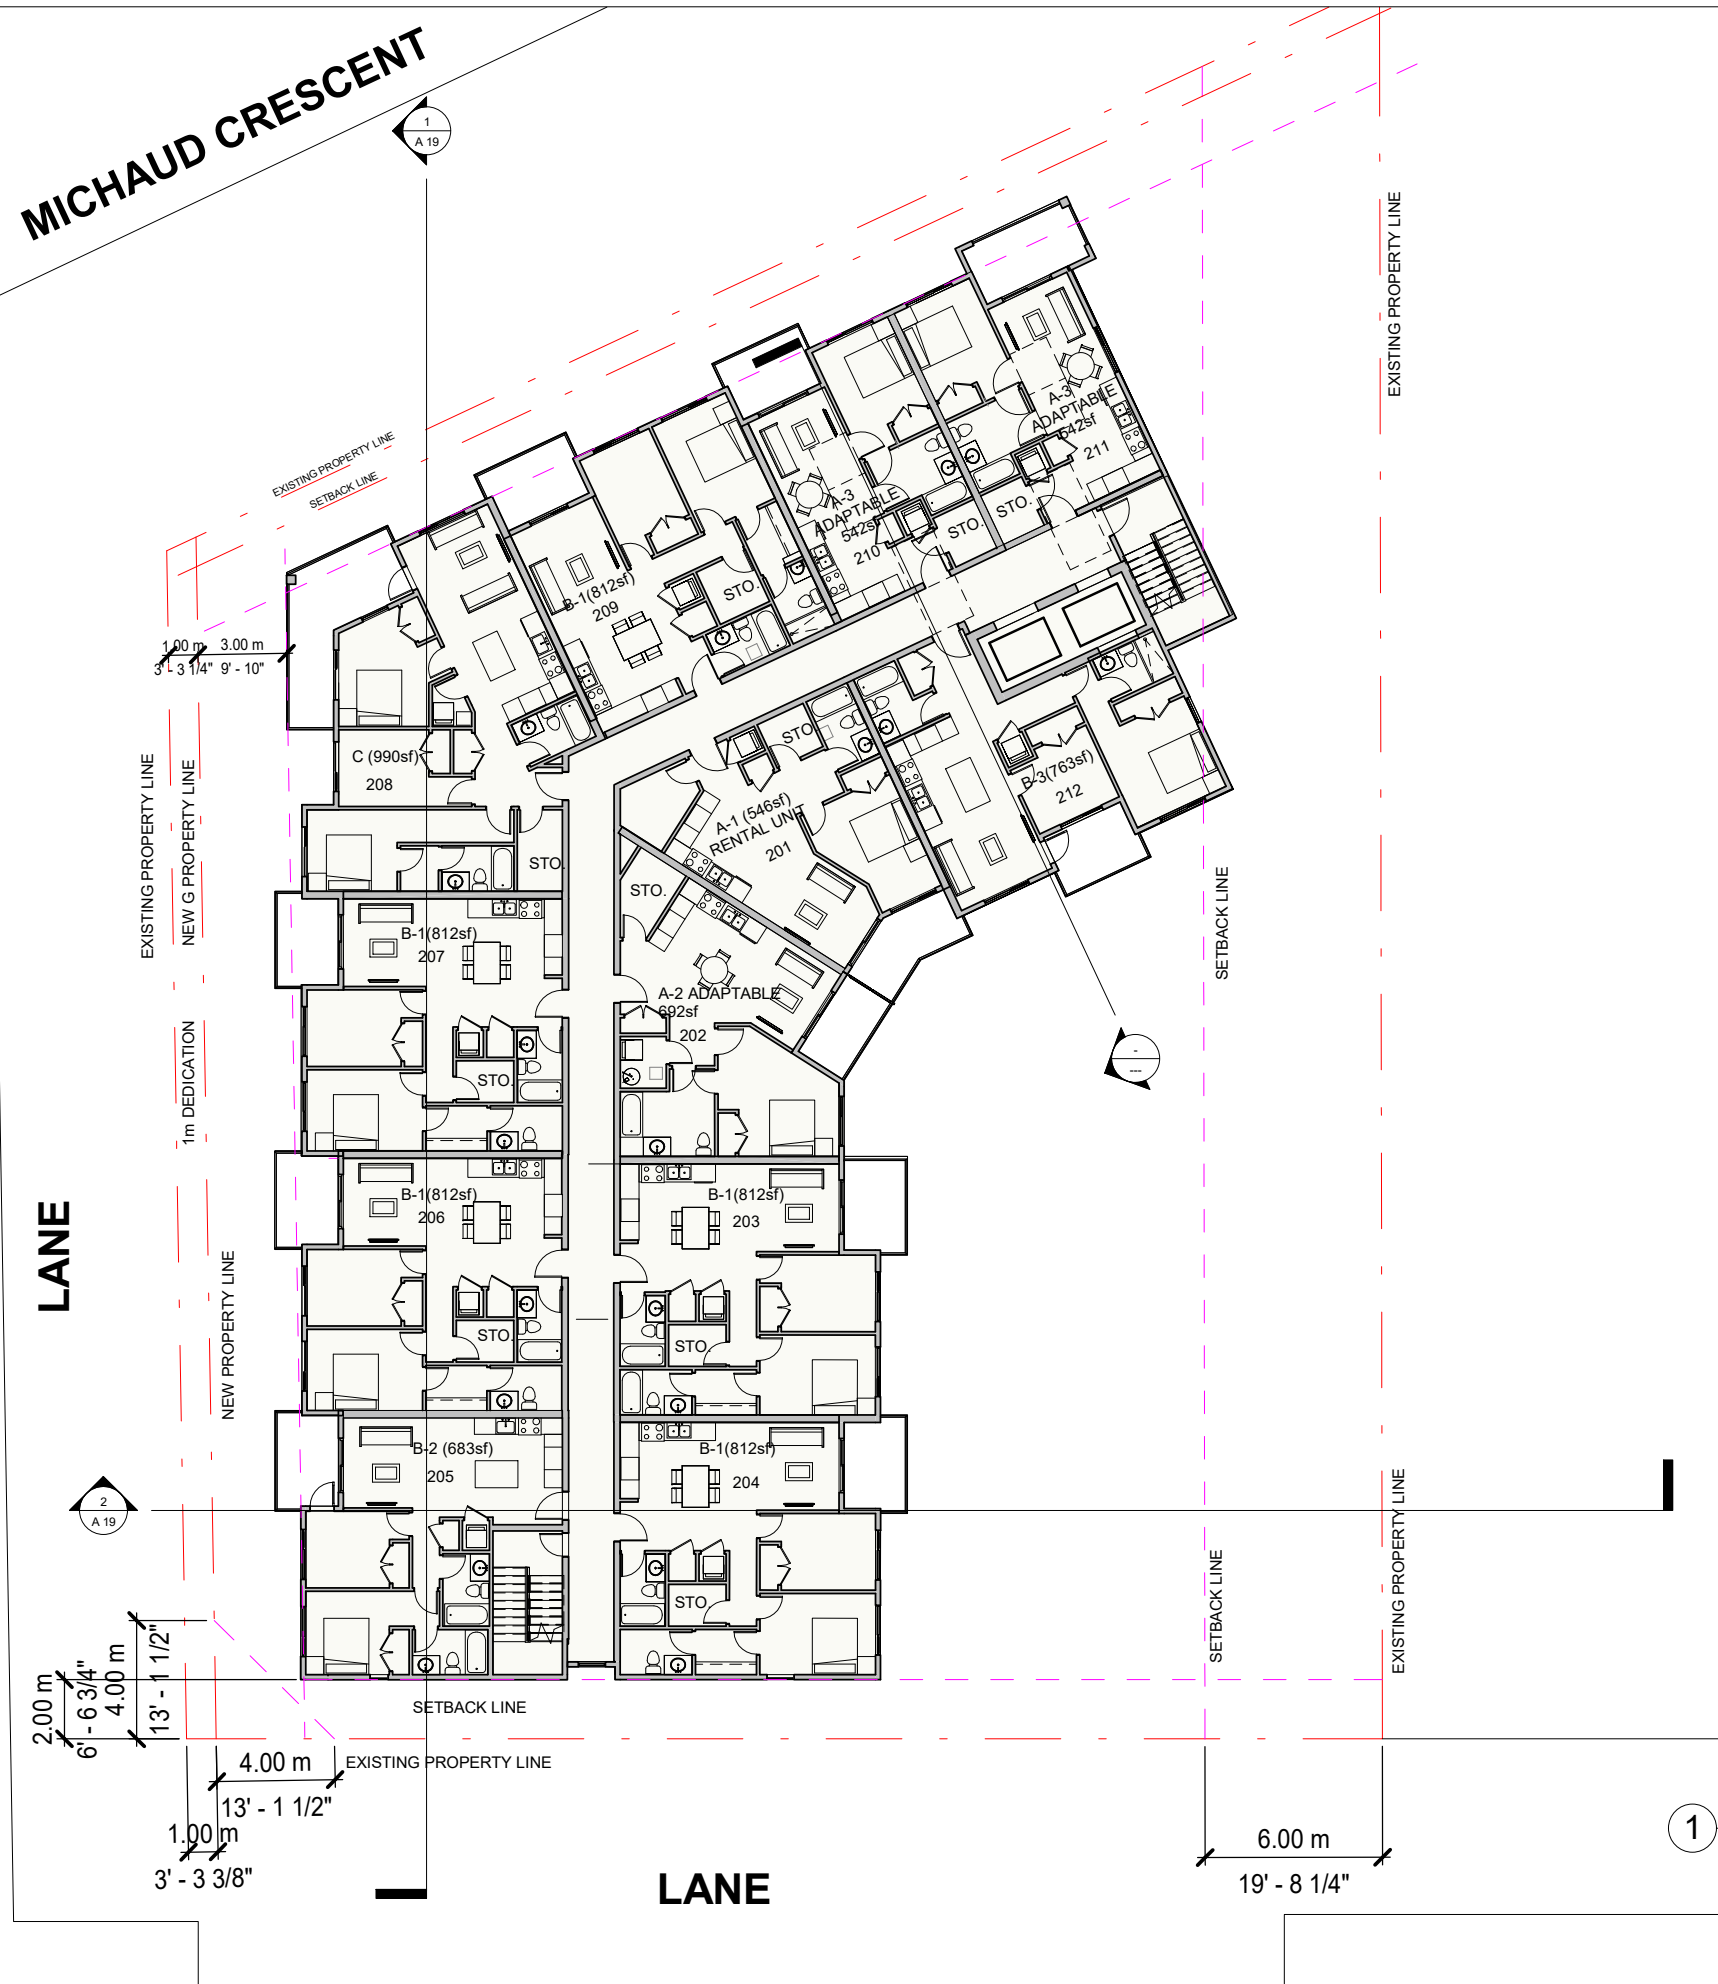 MICHAUD CRESCENT
1
A 19
EXISTING PROPERTY LINE
EXISTING PROPERTY LINE
SETBACK LINE
A-3
ADAPTABLE
542sf
211
A-3
ADAPTABLE
542sf
210
STO.
STO.
B-1(812sf)
209
STO.
1.00 m
3' - 3 1/4"
3.00 m
9' - 10"
C (990sf)
208
STO.
STO.
A-1 (546sf)
RENTAL UNIT
201
B-3(763sf)
212
EXISTING PROPERTY LINE
NEW G PROPERTY LINE
STO.
B-1(812sf)
207
STO.
A-2 ADAPTABLE
692sf
202
SETBACK LINE
-
---
1m DEDICATION
LANE
NEW PROPERTY LINE
B-1(812sf)
206
STO.
B-1(812sf)
203
STO.
B-2 (683sf)
205
B-1(812sf)
204
STO.
2
A 19
SETBACK LINE
EXISTING PROPERTY LINE
2.00 m
6' - 6 3/4"
4.00 m
13' - 1 1/2"
SETBACK LINE
EXISTING PROPERTY LINE
4.00 m
13' - 1 1/2"
1.00 m
3' - 3 3/8"
6.00 m
19' - 8 1/4"
LANE
1